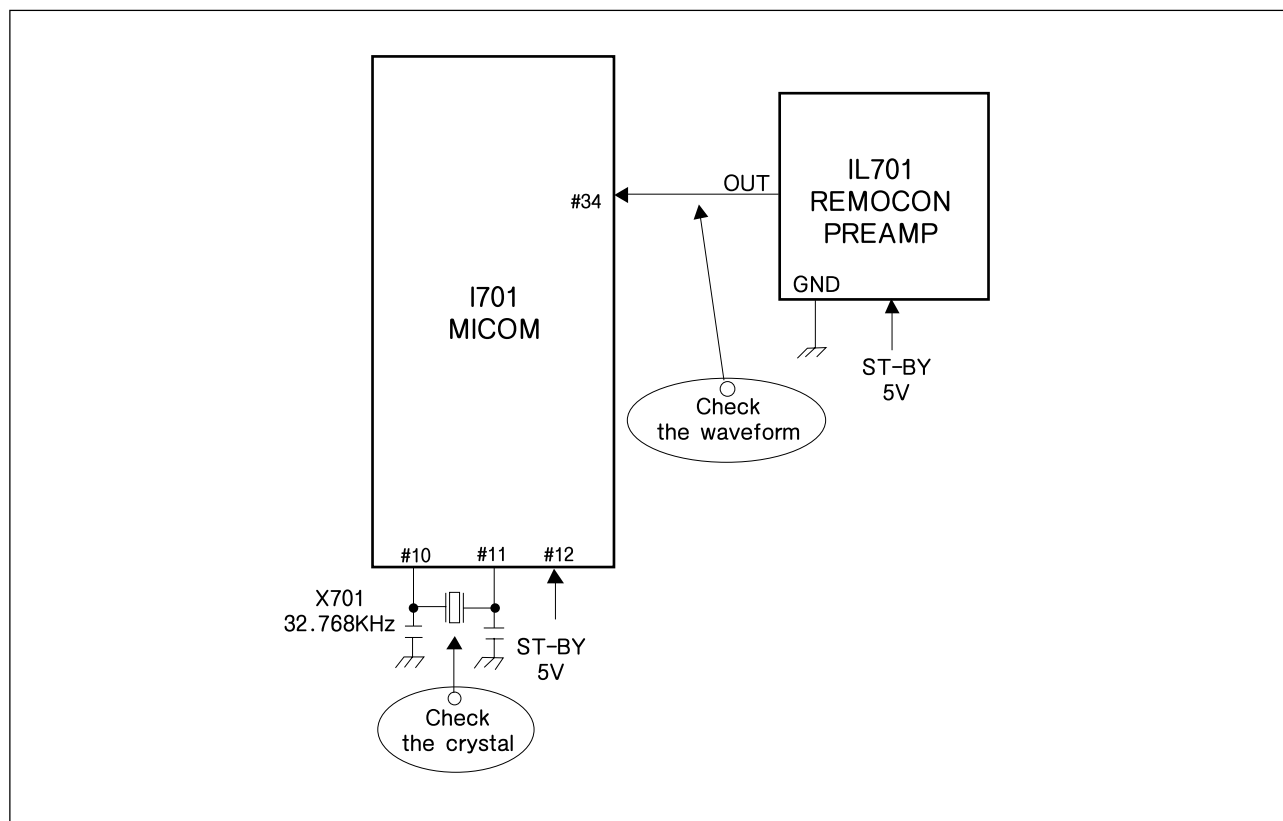 OUT
#34
IL701
REMOCON
PREAMP
GND
I701
MICOM
ST-BY
5V
Check
the waveform
#10
#11
#12
X701
32.768KHz
ST-BY
5V
Check
the crystal